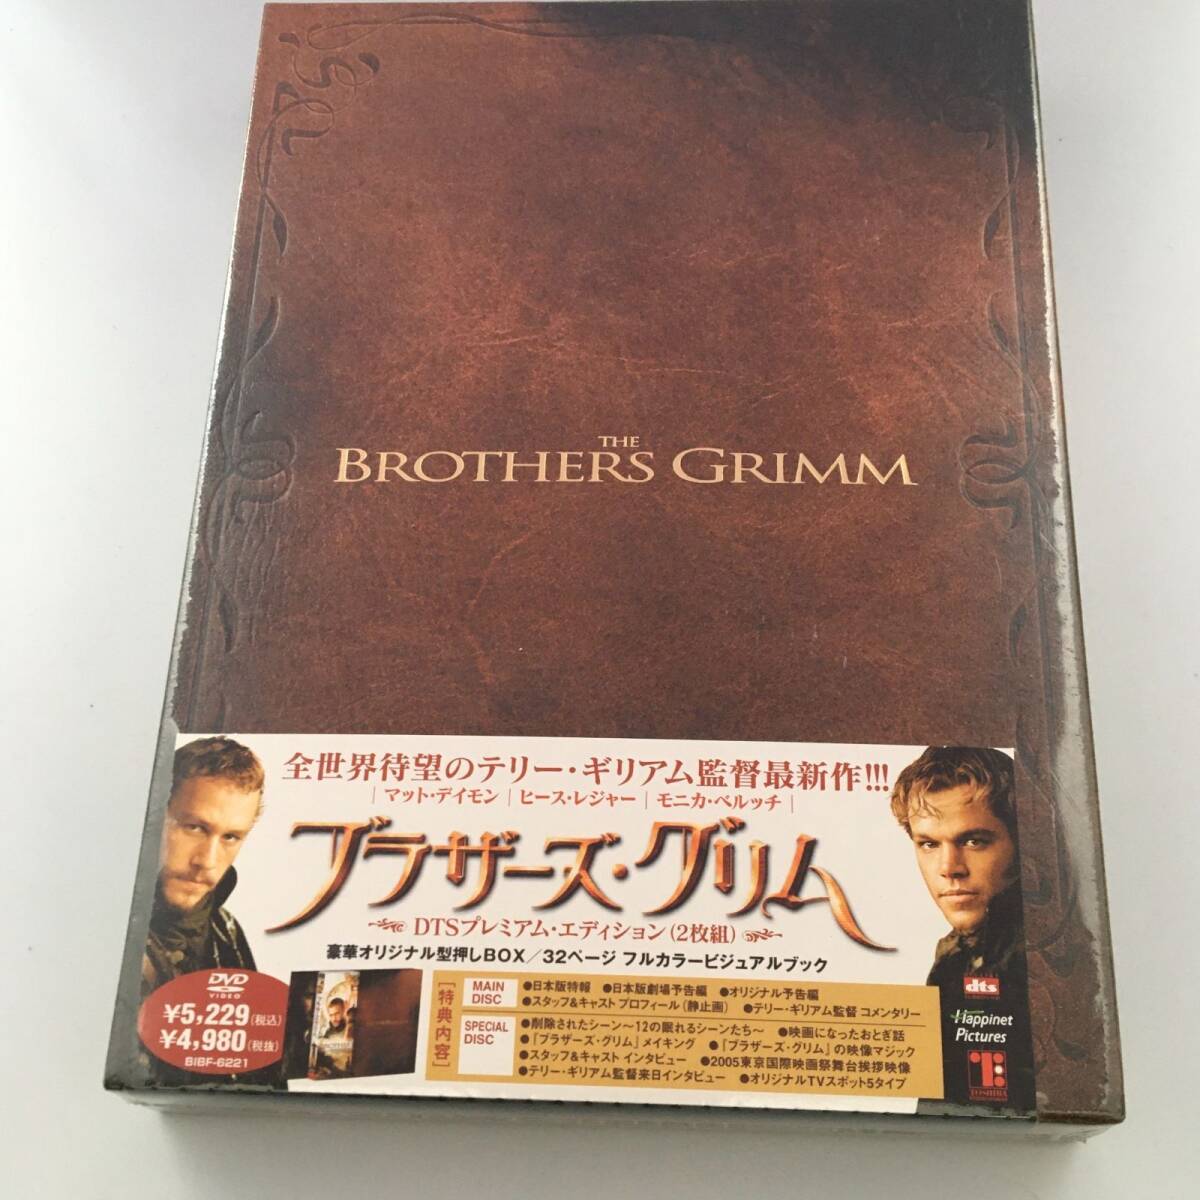 THE
BROTHERS GRIMM
全世界待望のテリー・ギリアム監督最新作!!!
|マット・デイモン|ヒース・レジャー|モニカ・ベルッチ|
ブラザーズ・グリム
DTSプレミアム・エディション(2枚組)
豪華オリジナル型押しBOX/32ページ フルカラービジュアルブック
DVD
VIDEO
¥5,229(税込)
¥4,980(税抜)
BIBF-6221
[特典内容]
MAIN
DISC
●日本版特報 ●日本版劇場予告編 ●オリジナル予告編
●スタッフ&キャスト プロフィール(静止画) ●テリー・ギリアム監督 コメンタリー
SPECIAL
DISC
●削除されたシーン〜12の眠れるシーンたち〜 ●映画になったおとぎ話
●『ブラザーズ・グリム』メイキング ●『ブラザーズ・グリム』の映像マジック
●スタッフ&キャスト インタビュー ●2005東京国際映画祭舞台挨拶映像
●テリー・ギリアム監督来日インタビュー ●オリジナルTVスポット5タイプ
dts
Happinet
Pictures
TOSHIBA